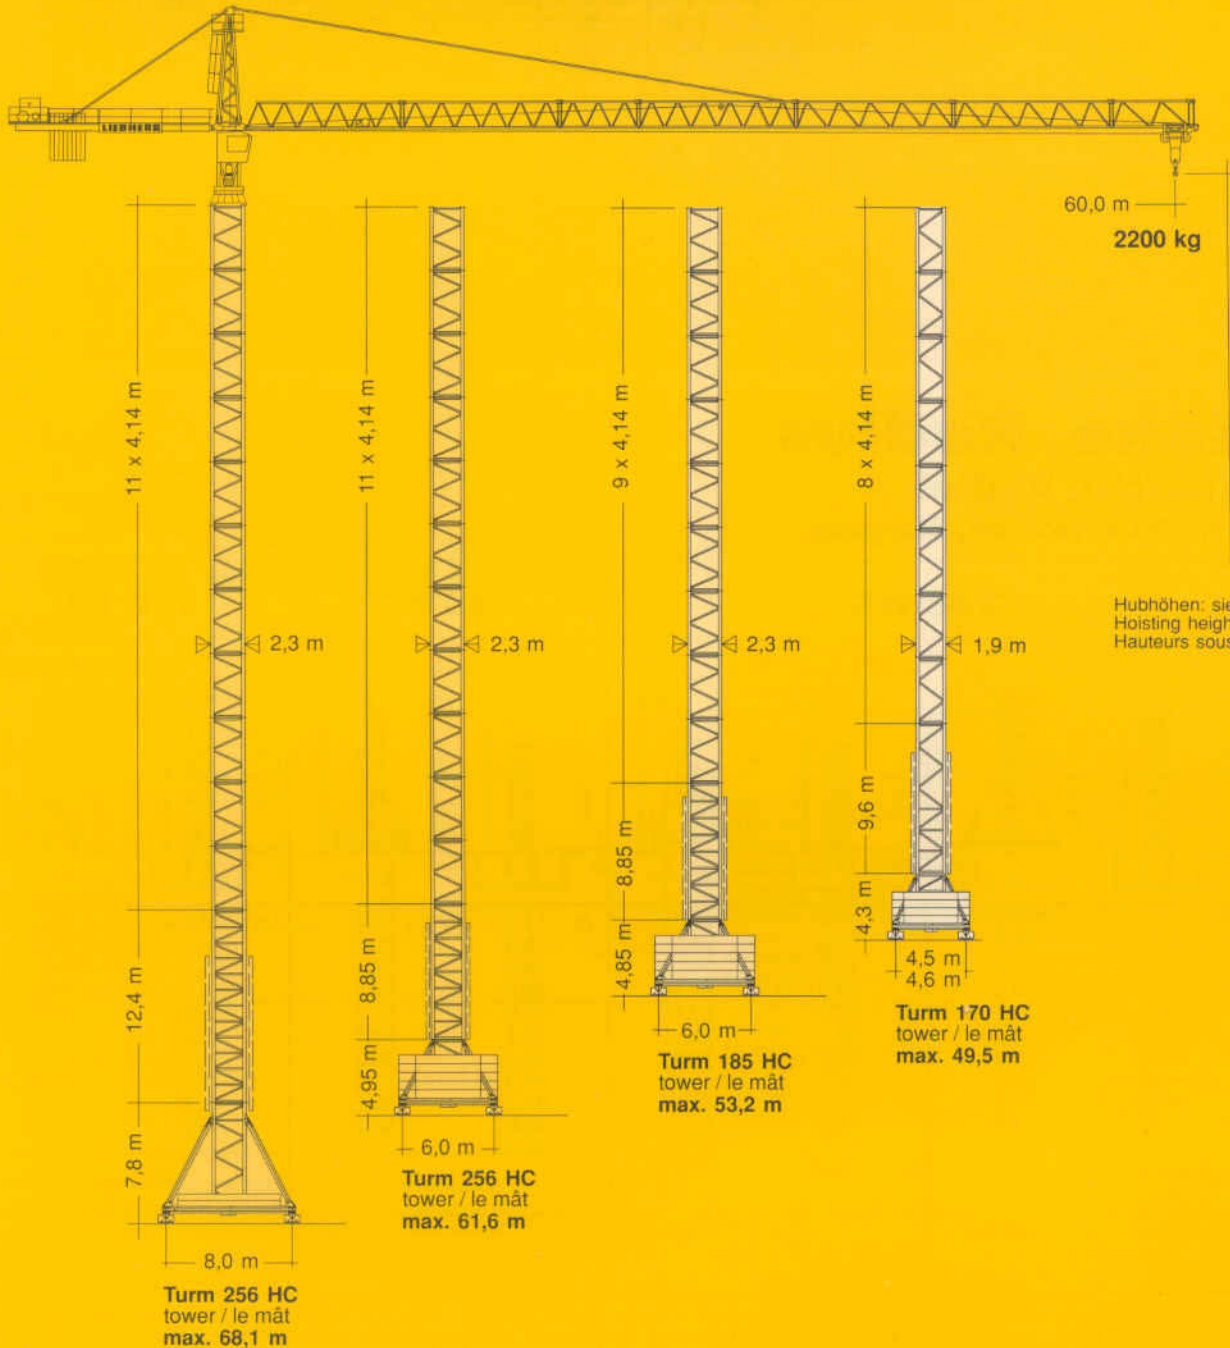 LIEBHERR
60,0 m
2200 kg
11 x 4,14 m
11 x 4,14 m
9 x 4,14 m
8 x 4,14 m
Hubhöhen: sie
Hoisting heigh
Hauteurs sous
2,3 m
2,3 m
2,3 m
1,9 m
12,4 m
8,85 m
8,85 m
9,6 m
7,8 m
4,95 m
4,85 m
4,3 m
4,5 m
4,6 m
Turm 170 HC
tower / le mât
max. 49,5 m
6,0 m
Turm 185 HC
tower / le mât
max. 53,2 m
6,0 m
Turm 256 HC
tower / le mât
max. 61,6 m
8,0 m
Turm 256 HC
tower / le mât
max. 68,1 m